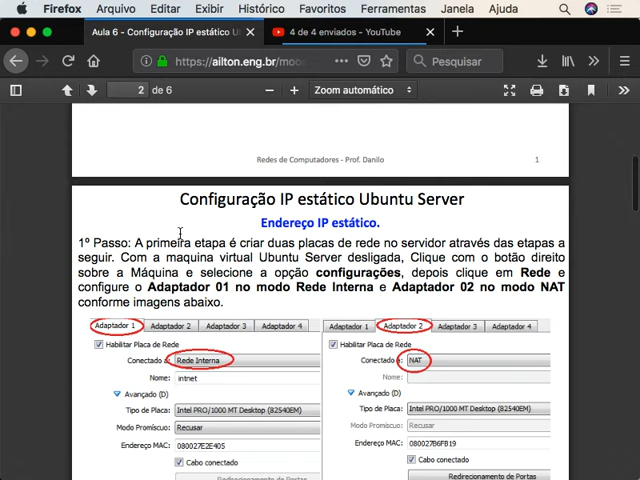 Firefox Arquivo Editar Exibir Histórico Favoritos Ferramentas Janela Ajuda
Aula 6 - Configuração IP estático U
4 de 4 enviados - YouTube
https://ailton.eng.br/moo
Pesquisar
2 de 6
Zoom automático
Redes de Computadores - Prof. Danilo 1
Configuração IP estático Ubuntu Server
Endereço IP estático.
1º Passo: A primeira etapa é criar duas placas de rede no servidor através das etapas a
seguir. Com a maquina virtual Ubuntu Server desligada, Clique com o botão direito
sobre a Máquina e selecione a opção configurações, depois clique em Rede e
configure o Adaptador 01 no modo Rede Interna e Adaptador 02 no modo NAT
conforme imagens abaixo.
Adaptador 1 Adaptador 2 Adaptador 3 Adaptador 4
Habilitar Placa de Rede
Conectado a: Rede Interna
Nome: intnet
Avançado (D)
Tipo de Placa: Intel PRO/1000 MT Desktop (82540EM)
Modo Promíscuo: Recusar
Endereço MAC: 080027E2E405
Cabo conectado
Redirecionamento de Portas
Adaptador 1 Adaptador 2 Adaptador 3 Adaptador 4
Habilitar Placa de Rede
Conectado a: NAT
Nome:
Avançado (D)
Tipo de Placa: Intel PRO/1000 MT Desktop (82540EM)
Modo Promíscuo: Recusar
Endereço MAC: 080027B6FB19
Cabo conectado
Redirecionamento de Portas